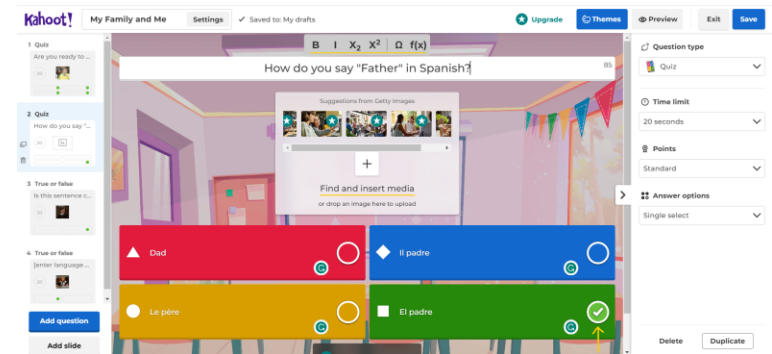 Kahoot!
My Family and Me
Settings
✓ Saved to: My drafts
Upgrade
Themes
Preview
Exit
Save
1 Quiz
Are you ready to ...
2 Quiz
How do you say "...
3 True or false
Is this sentence c...
4 True or false
[enter language ...
Add question
Add slide
B I X₂ X² Ω f(x)
How do you say "Father" in Spanish?
85
Suggestions from Getty Images
Find and insert media
or drop an image here to upload
Dad
Il padre
Le père
El padre
Question type
Quiz
Time limit
20 seconds
Points
Standard
Answer options
Single select
Delete
Duplicate